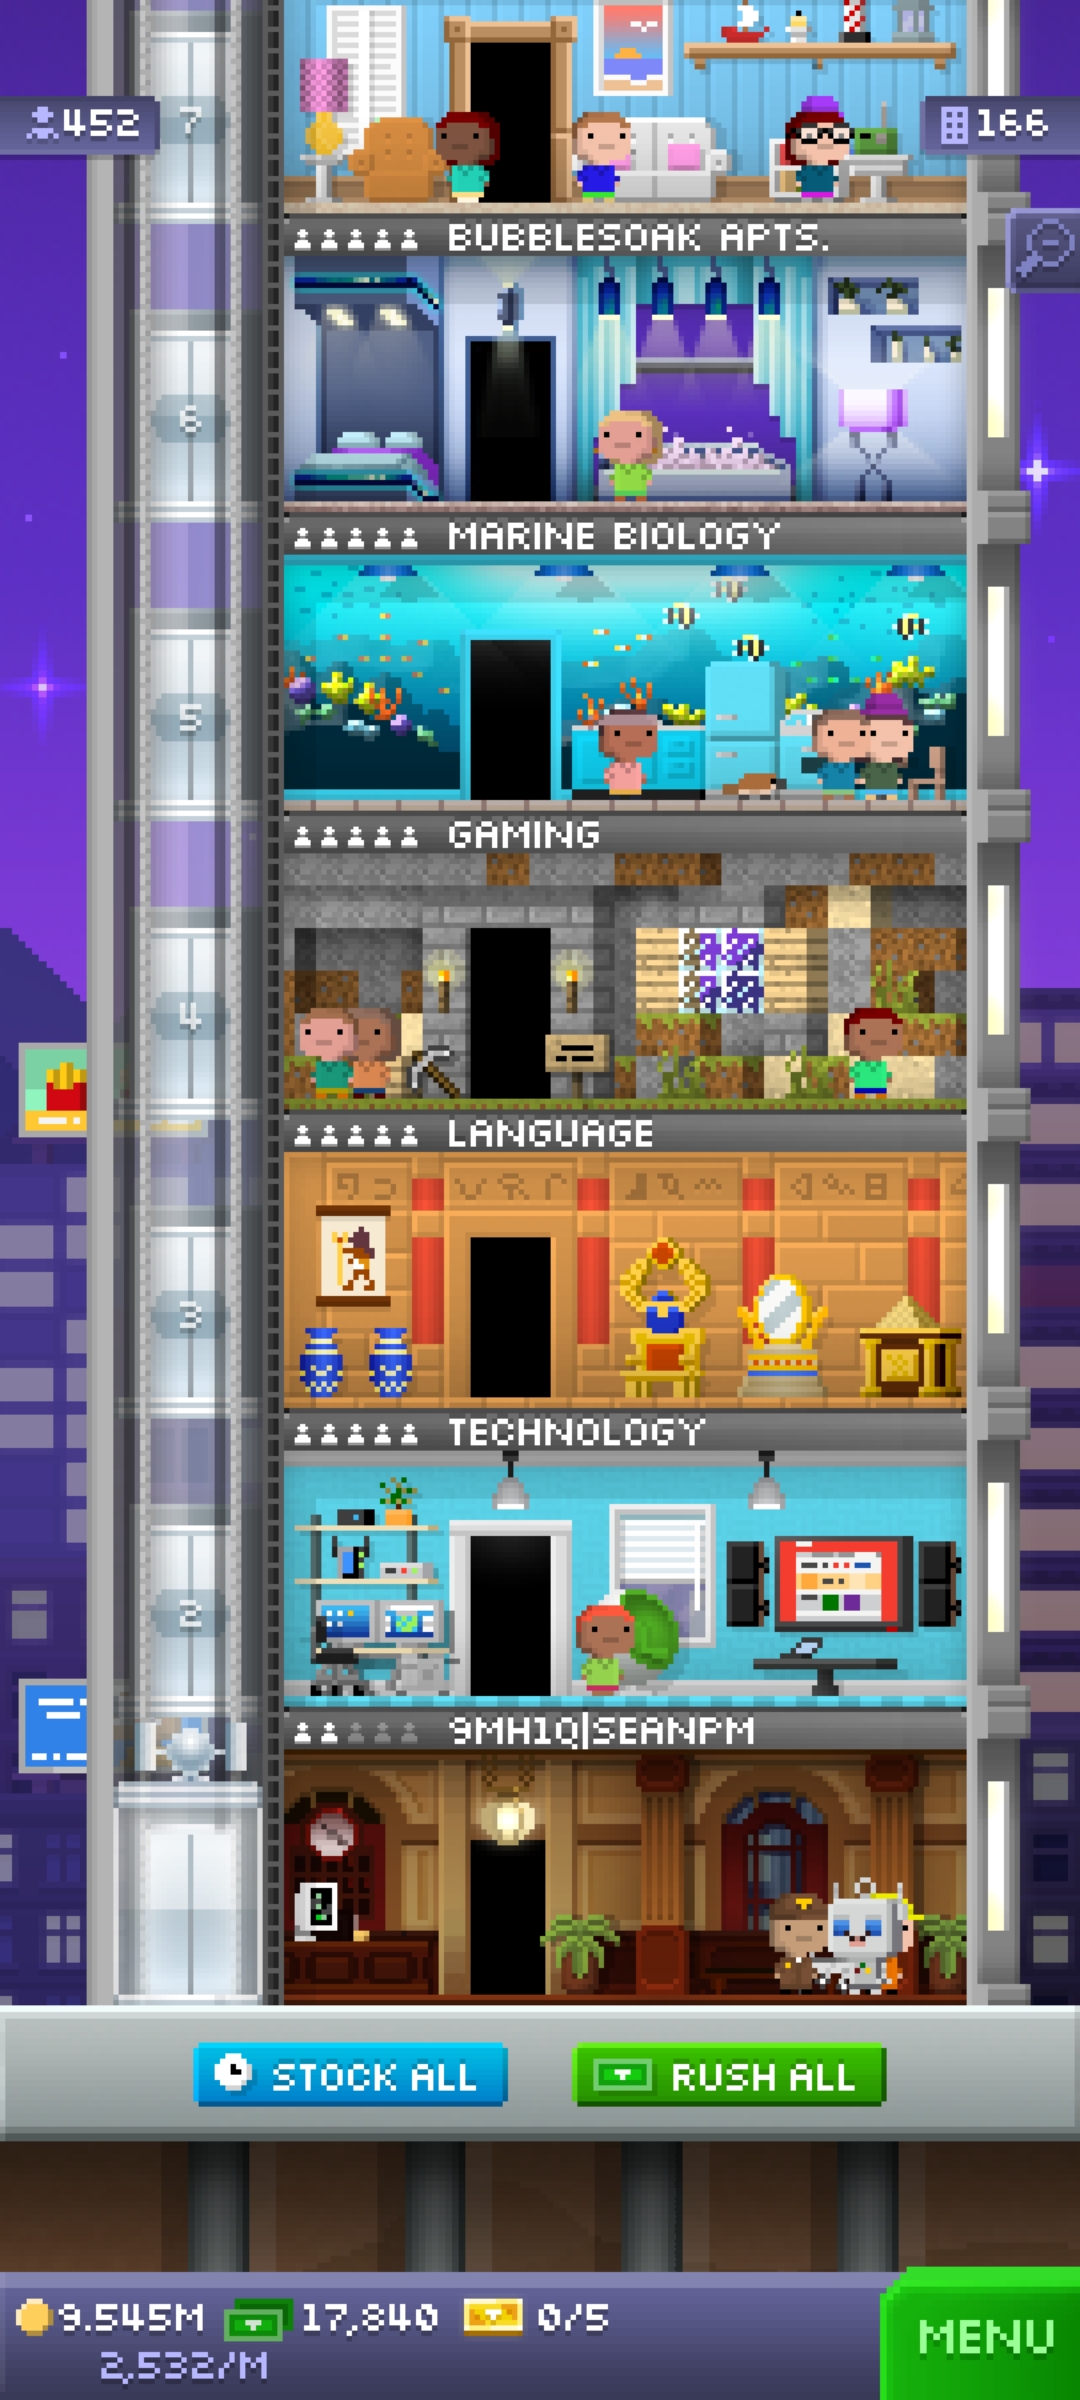 7
452
166
BUBBLESOAK APTS.
6
MARINE BIOLOGY
5
GAMING
4
LANGUAGE
3
TECHNOLOGY
2
9MH1Q|SEANPM
STOCK ALL
RUSH ALL
9.545M
17,840
0/5
2,532/M
MENU